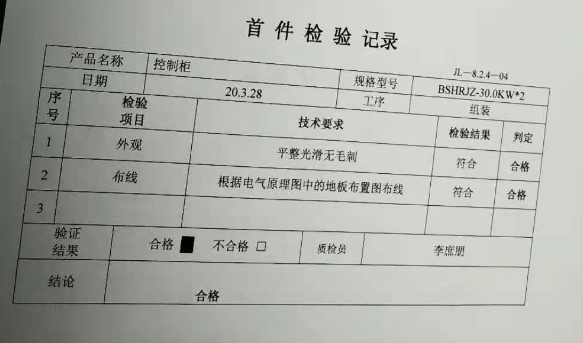 首件检验记录
JL-8.2.4-04
产品名称 控制柜 规格型号 BSHRJZ-30.0KW*2
日期 20.3.28 工序 组装
序号 检验项目 技术要求 检验结果 判定
1 外观 平整光滑无毛剃 符合 合格
2 布线 根据电气原理图中的地板布置图布线 符合 合格
3
验证结果 合格 ■ 不合格 □ 质检员 李庶朋
结论 合格